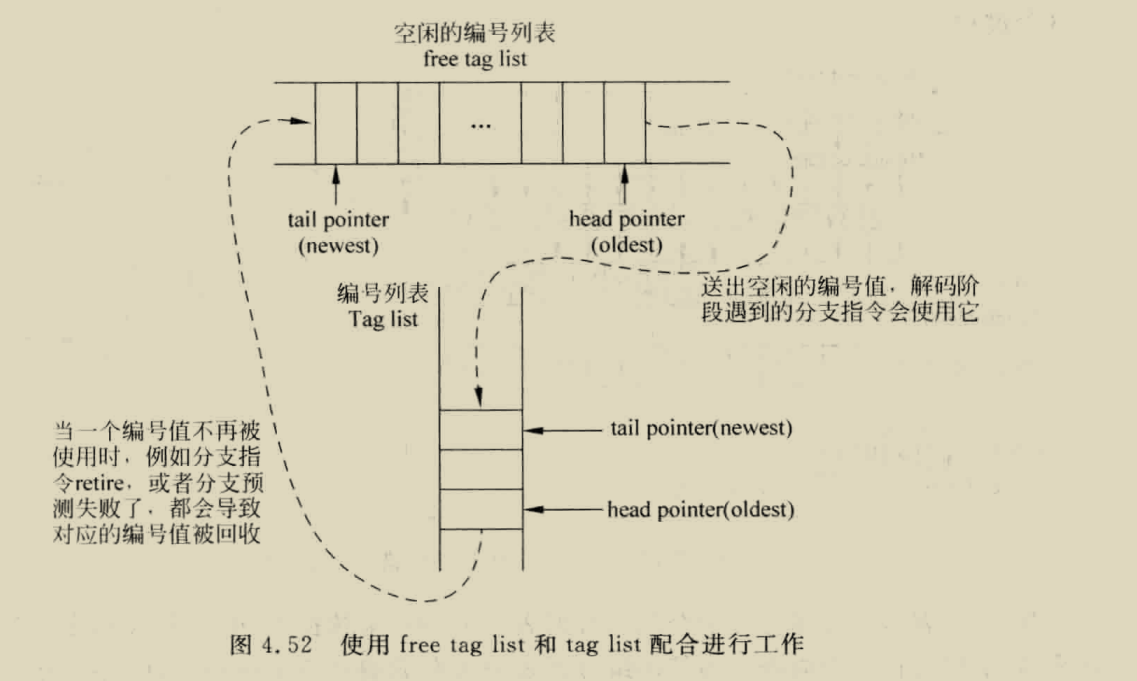 空闲的编号列表
free tag list
...
tail pointer
(newest)
head pointer
(oldest)
送出空闲的编号值，解码阶
段遇到的分支指令会使用它
编号列表
Tag list
当一个编号值不再被
使用时，例如分支指
令retire，或者分支预
测失败了，都会导致
对应的编号值被回收
tail pointer(newest)
head pointer(oldest)
图 4.52 使用 free tag list 和 tag list 配合进行工作